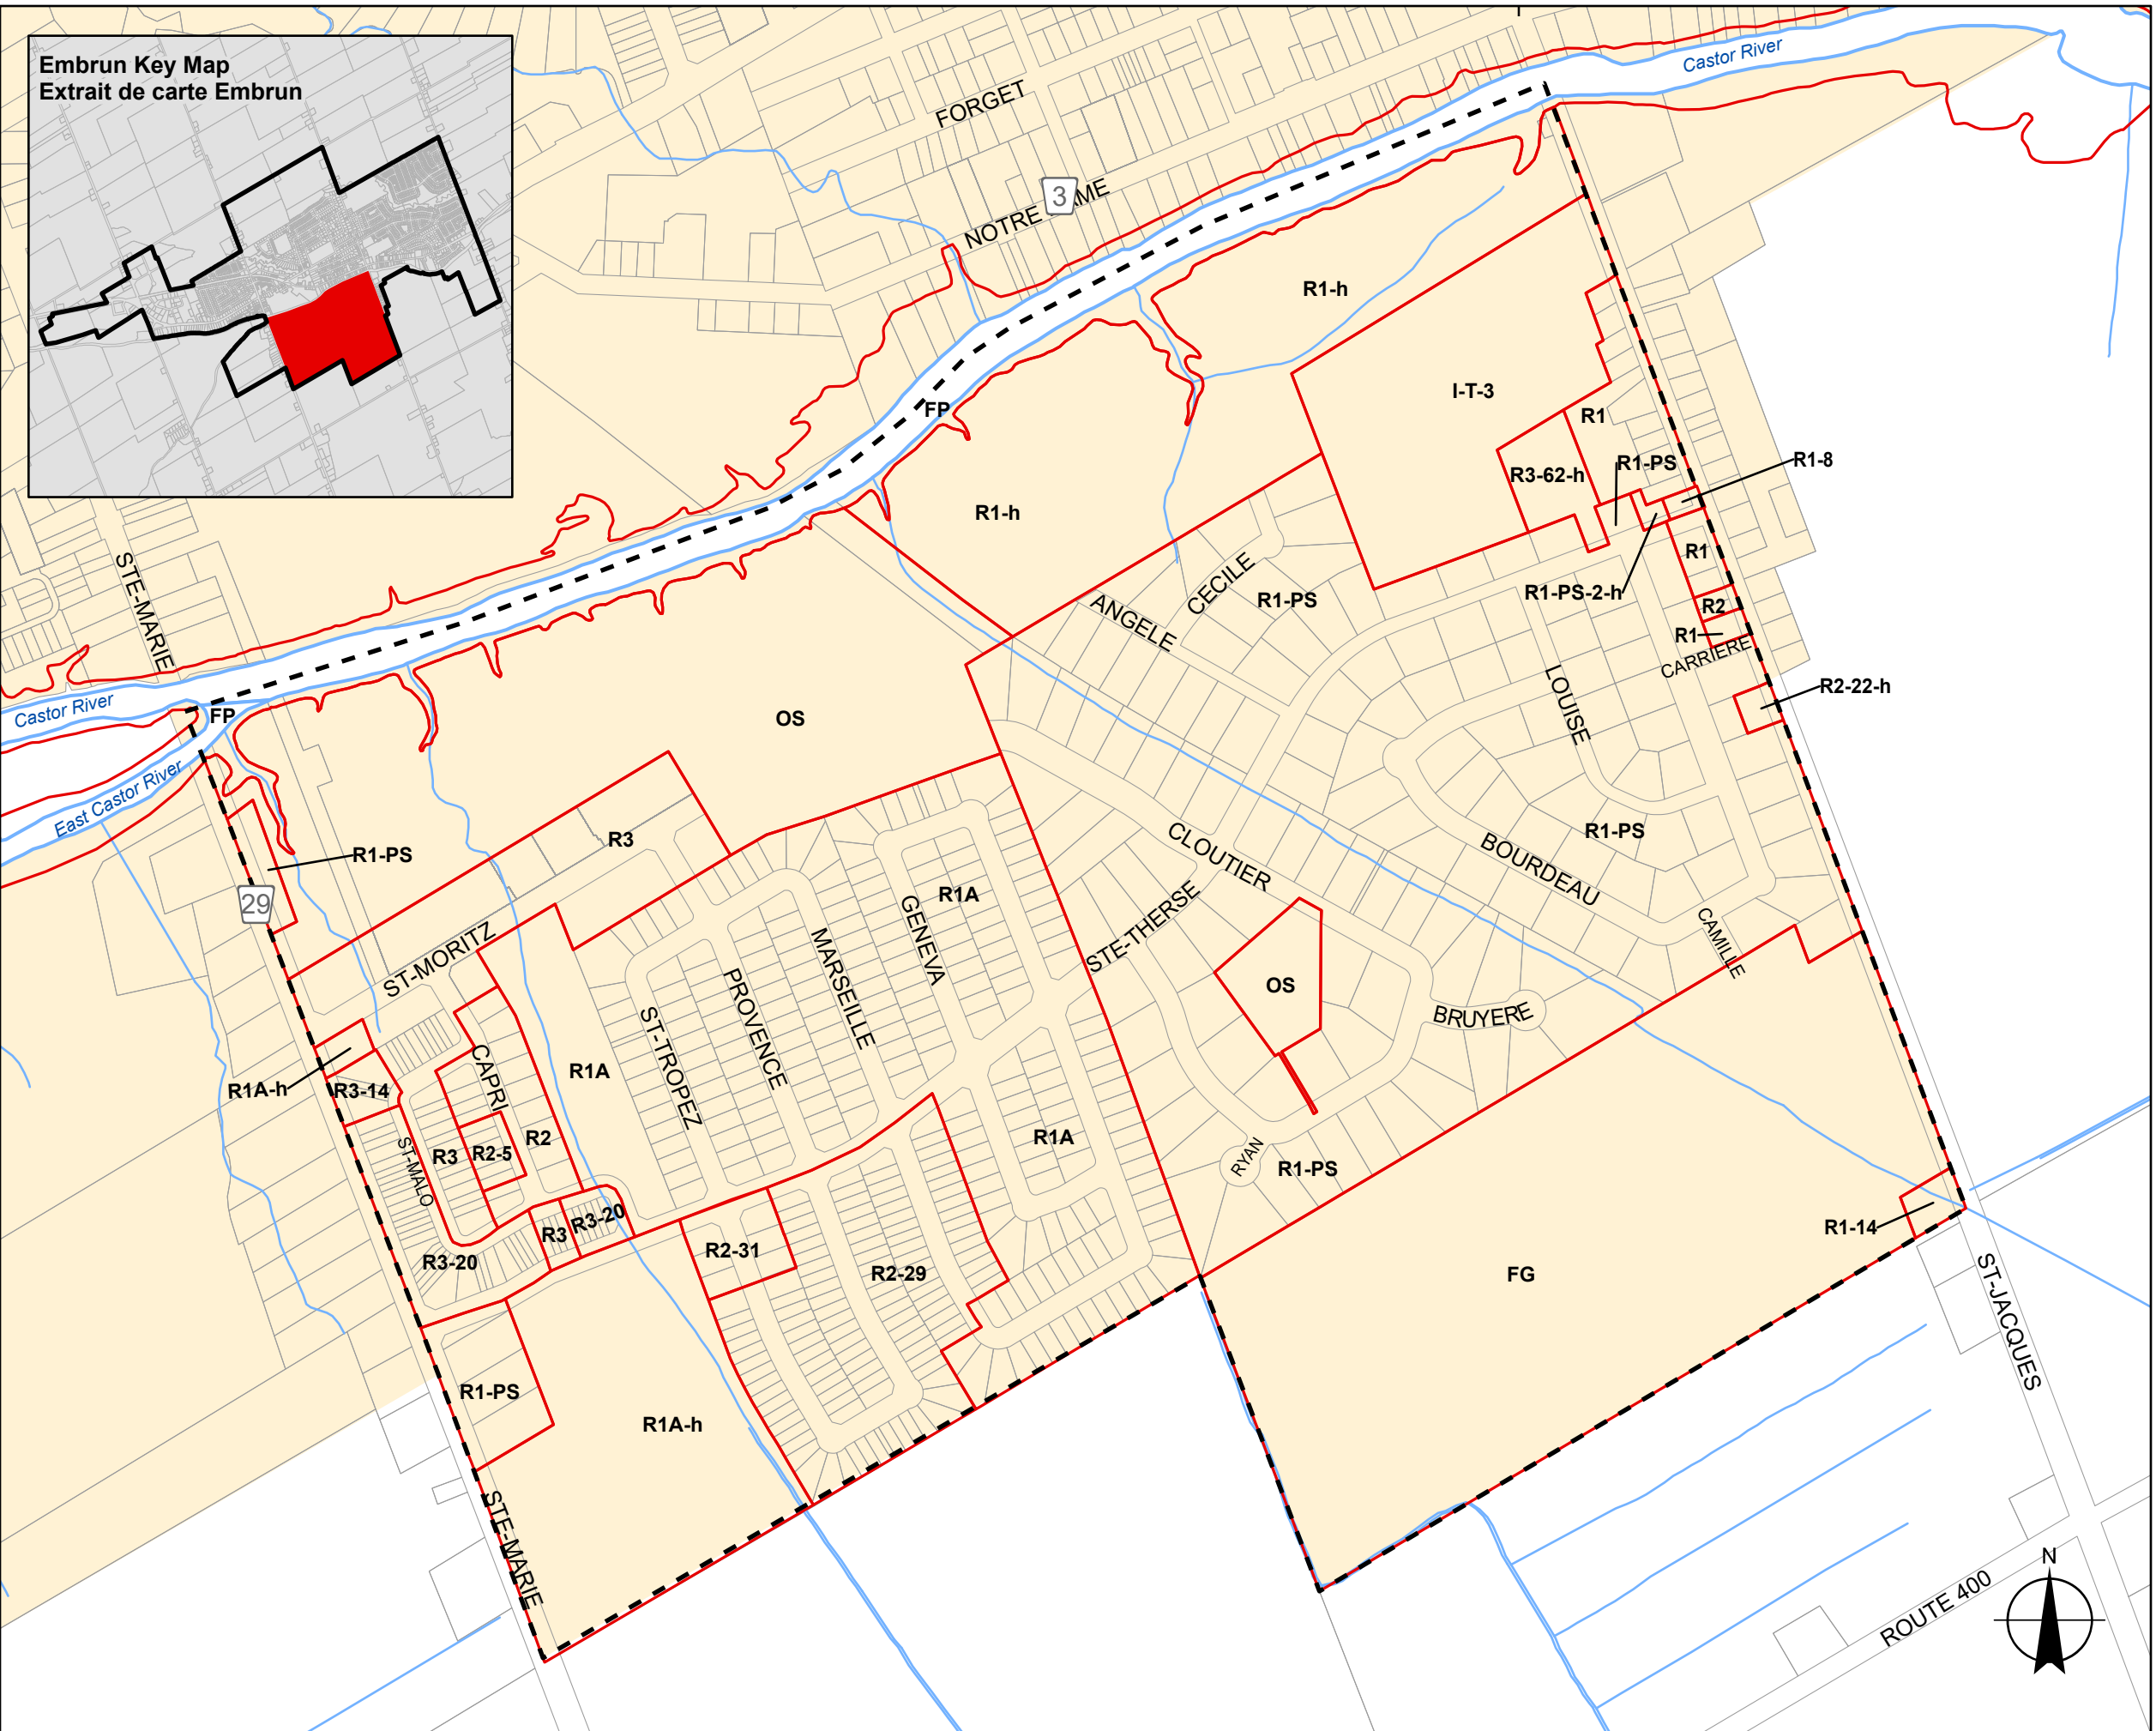 Embrun Key Map
Extrait de carte Embrun
Castor River
FORGET
3
NOTRE DAME
R1-h
I-T-3
FP
R1
R1-PS
R1-8
R3-62-h
R1-h
STE-MARIE
R1
CECILE
R1-PS
R1-PS-2-h
ANGELE
R2
R1
CARRIERE
LOUISE
R2-22-h
Castor River
FP
OS
East Castor River
R3
R1-PS
CLOUTIER
BOURDEAU
R1-PS
29
R1A
GENEVA
STE-THERSE
CAMILLE
ST-MORITZ
MARSEILLE
PROVENCE
OS
BRUYERE
ST-TROPEZ
CAPRI
R1A
R1A-h
R3-14
R2
R1A
ST-MALO
R3
R2-5
RYAN
R1-PS
R3-20
R3
R1-14
R3-20
R2-31
R2-29
FG
ST-JACQUES
R1-PS
R1A-h
STE-MARIE
N
ROUTE 400